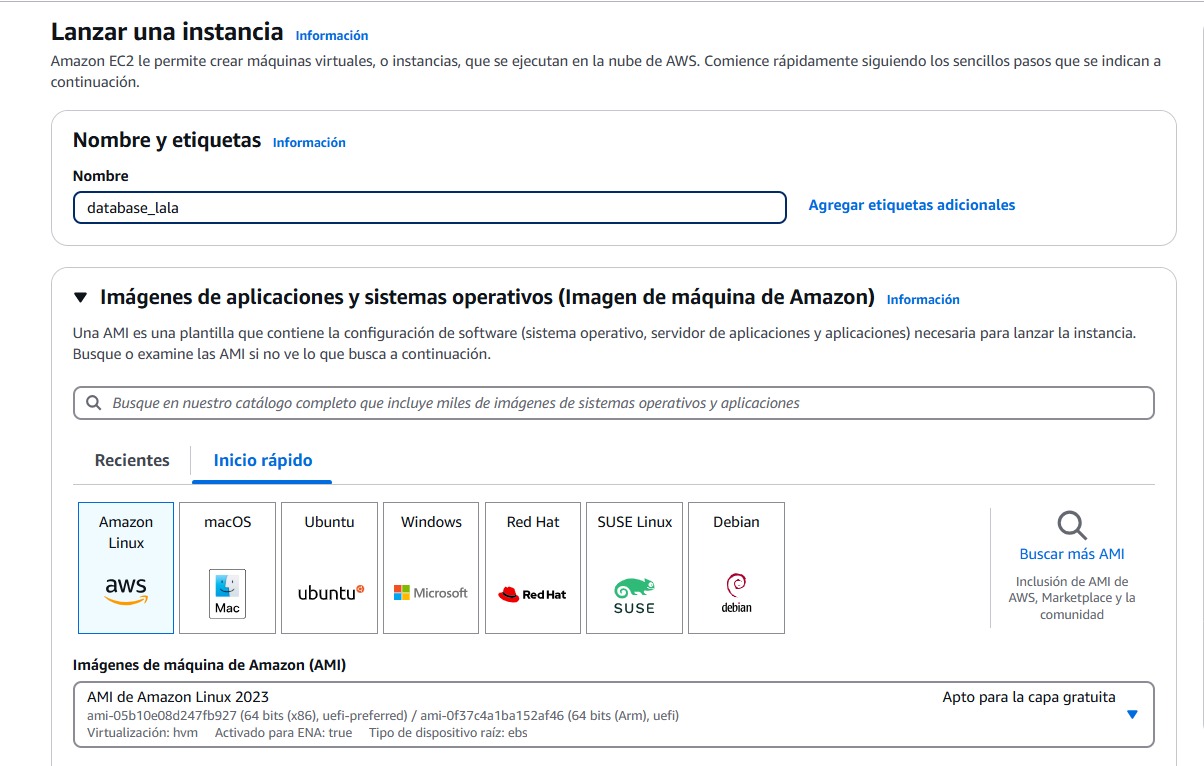 Lanzar una instancia Información
Amazon EC2 le permite crear máquinas virtuales, o instancias, que se ejecutan en la nube de AWS. Comience rápidamente siguiendo los sencillos pasos que se indican a
continuación.
Nombre y etiquetas Información
Nombre
database_lala
Agregar etiquetas adicionales
Imágenes de aplicaciones y sistemas operativos (Imagen de máquina de Amazon) Información
Una AMI es una plantilla que contiene la configuración de software (sistema operativo, servidor de aplicaciones y aplicaciones) necesaria para lanzar la instancia.
Busque o examine las AMI si no ve lo que busca a continuación.
Busque en nuestro catálogo completo que incluye miles de imágenes de sistemas operativos y aplicaciones
Recientes
Inicio rápido
Amazon
Linux
aws
macOS
Mac
Ubuntu
ubuntu
Windows
Microsoft
Red Hat
Red Hat
SUSE Linux
SUSE
Debian
debian
Buscar más AMI
Inclusión de AMI de
AWS, Marketplace y la
comunidad
Imágenes de máquina de Amazon (AMI)
AMI de Amazon Linux 2023
Apto para la capa gratuita
ami-05b10e08d247fb927 (64 bits (x86), uefi-preferred) / ami-0f37c4a1ba152af46 (64 bits (Arm), uefi)
Virtualización: hvm Activado para ENA: true Tipo de dispositivo raíz: ebs